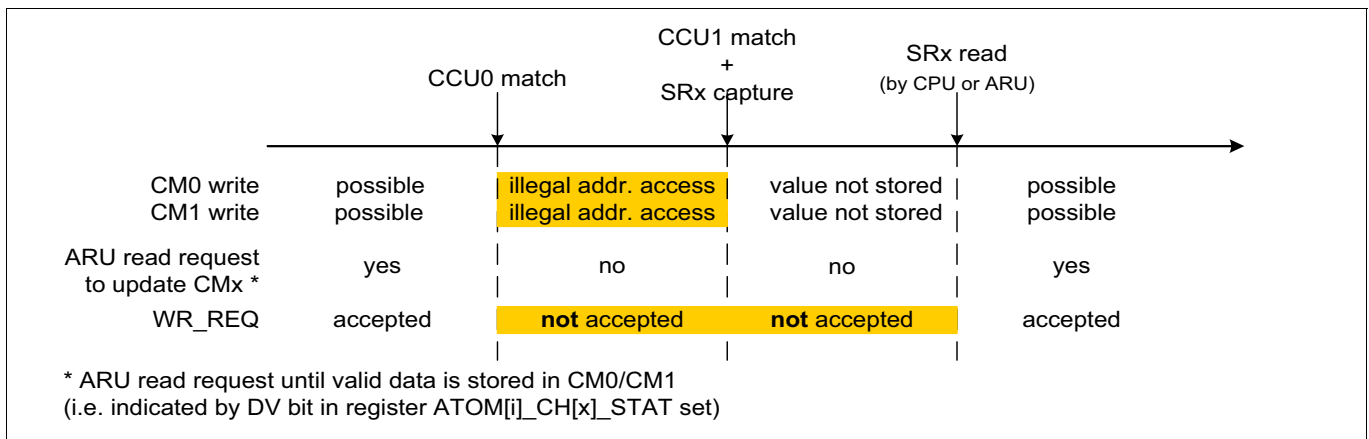 CCU0 match
CCU1 match
+
SRx capture
SRx read
(by CPU or ARU)
CM0 write possible illegal addr. access value not stored possible
CM1 write possible illegal addr. access value not stored possible
ARU read request
to update CMx * yes no no yes
WR_REQ accepted not accepted not accepted accepted
* ARU read request until valid data is stored in CM0/CM1
(i.e. indicated by DV bit in register ATOM[i]_CH[x]_STAT set)